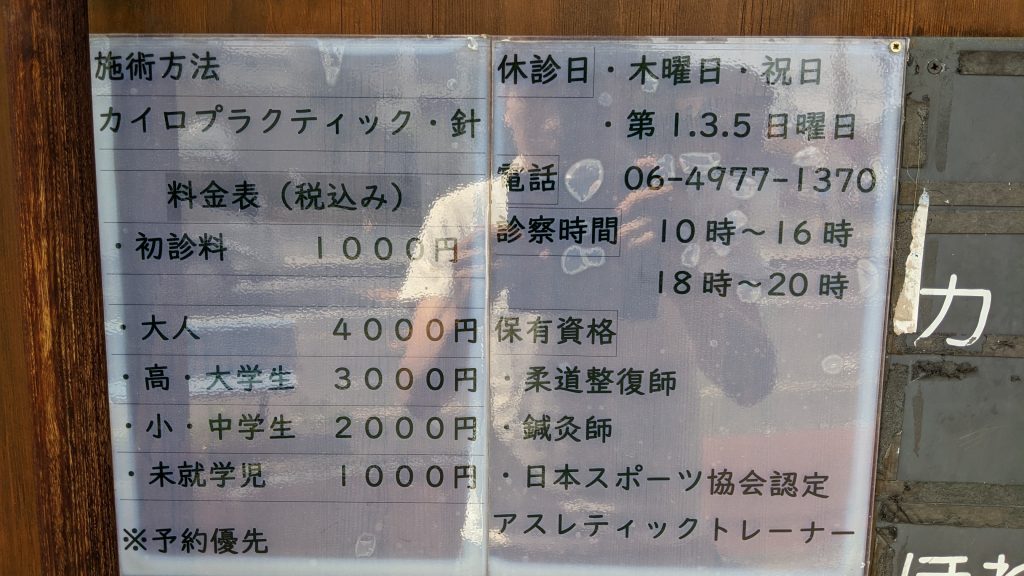 施術方法
カイロプラクティック・針
料金表（税込み）
・初診料 1000円
・大人 4000円
・高・大学生 3000円
・小・中学生 2000円
・未就学児 1000円
※予約優先
休診日・木曜日・祝日
・第1.3.5日曜日
電話 06-4977-1370
診察時間 10時～16時
18時～20時
保有資格
・柔道整復師
・鍼灸師
・日本スポーツ協会認定
アスレティックトレーナー
カ